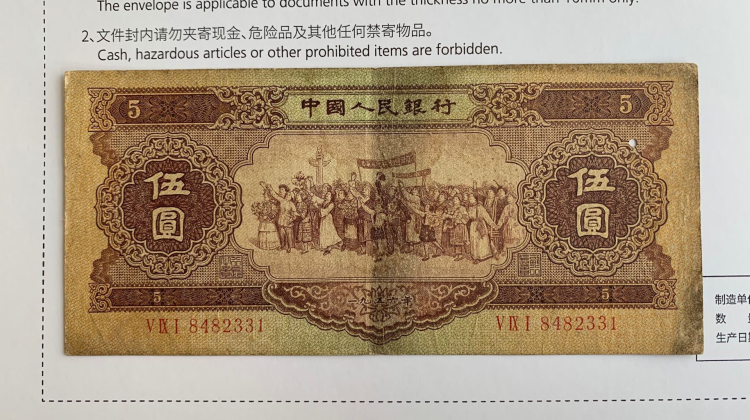 The envelope is applicable to documents with the thickness no more than 10mm only.
2、文件封内请勿夹寄现金、危险品及其他任何禁寄物品。
Cash, hazardous articles or other prohibited items are forbidden.
5 中國人民銀行 5
伍圓 伍圓
5 一九五六年 5
V IX I 8482331 V IX I 8482331
制造单
数
生产日